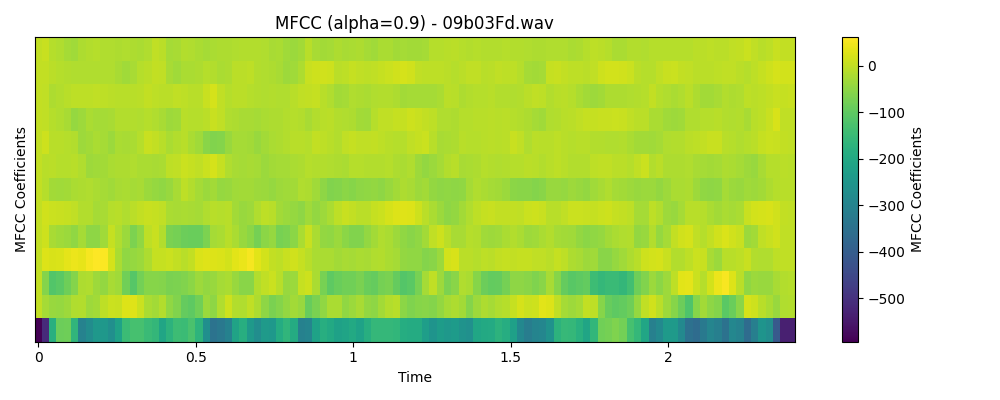 MFCC (alpha=0.9) - 09b03Fd.wav
MFCC Coefficients
0
0.5
1
1.5
2
Time
0
−100
−200
−300
−400
−500
MFCC Coefficients